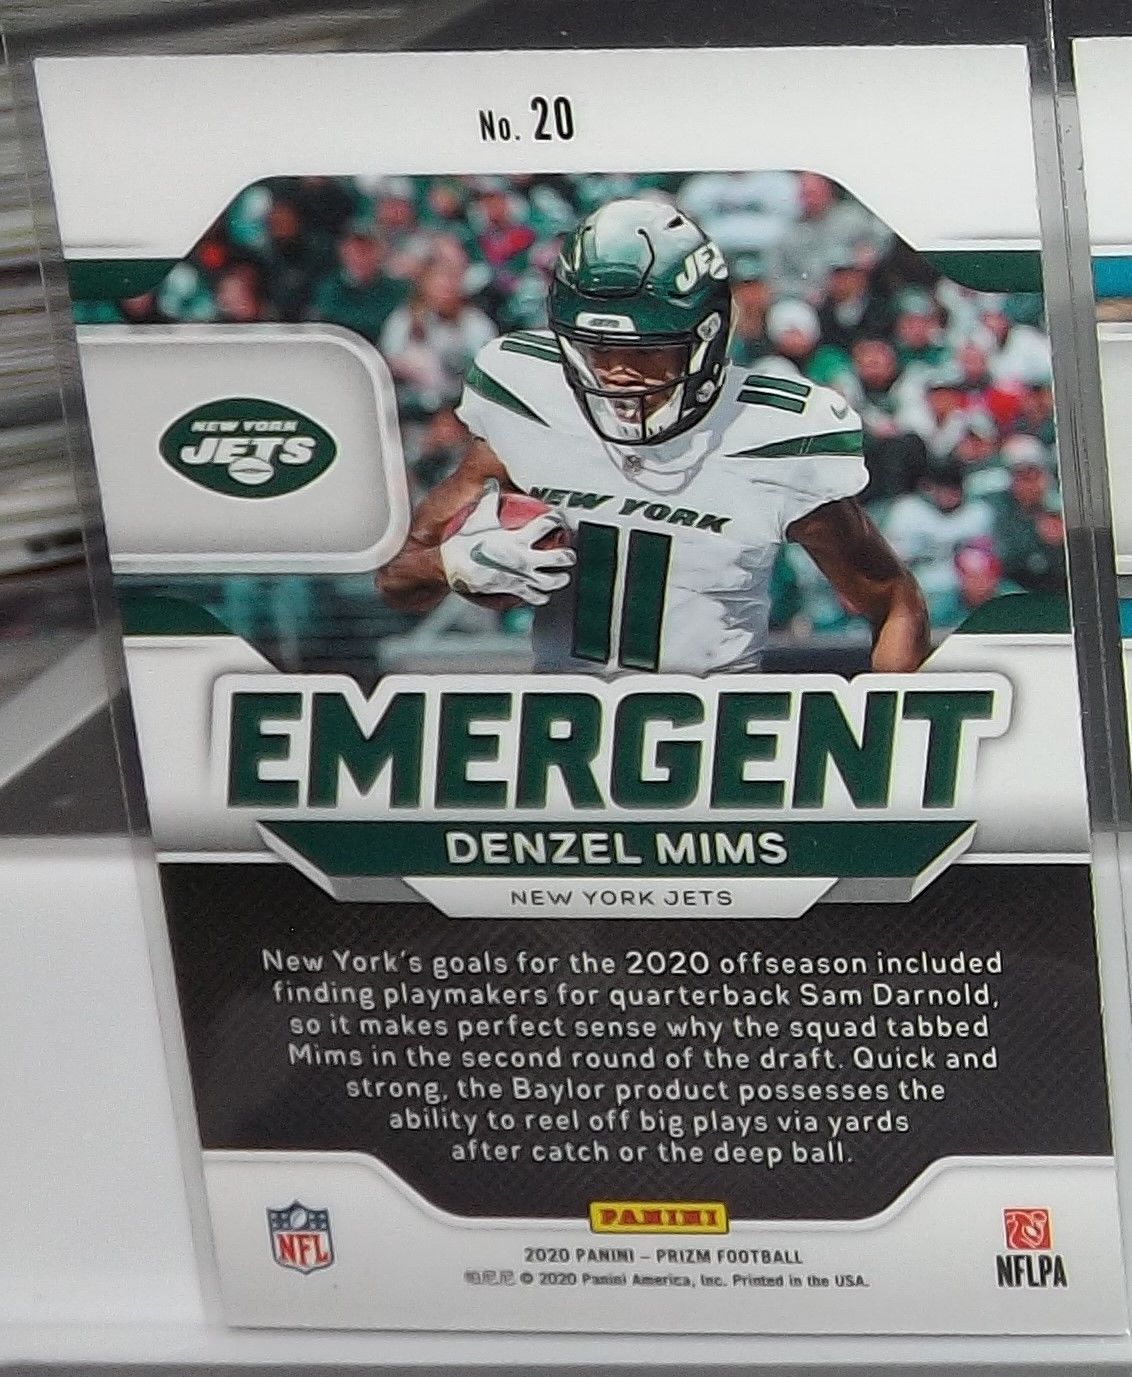 No. 20
JETS
11
11
NEW YORK
JETS
NEW YORK
11
EMERGENT
DENZEL MIMS
NEW YORK JETS
New York's goals for the 2020 offseason included
finding playmakers for quarterback Sam Darnold,
so it makes perfect sense why the squad tabbed
Mims in the second round of the draft. Quick and
strong, the Baylor product possesses the
ability to reel off big plays via yards
after catch or the deep ball.
NFL
PANINI
2020 PANINI – PRIZM FOOTBALL
© 2020 Panini America, Inc. Printed in the USA.
NFLPA